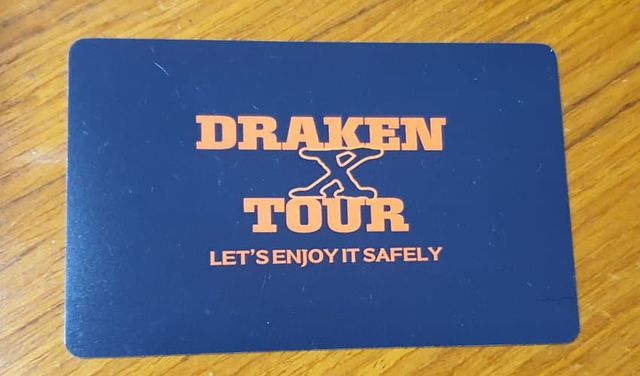 DRAKEN
X
TOUR
LET'S ENJOY IT SAFELY